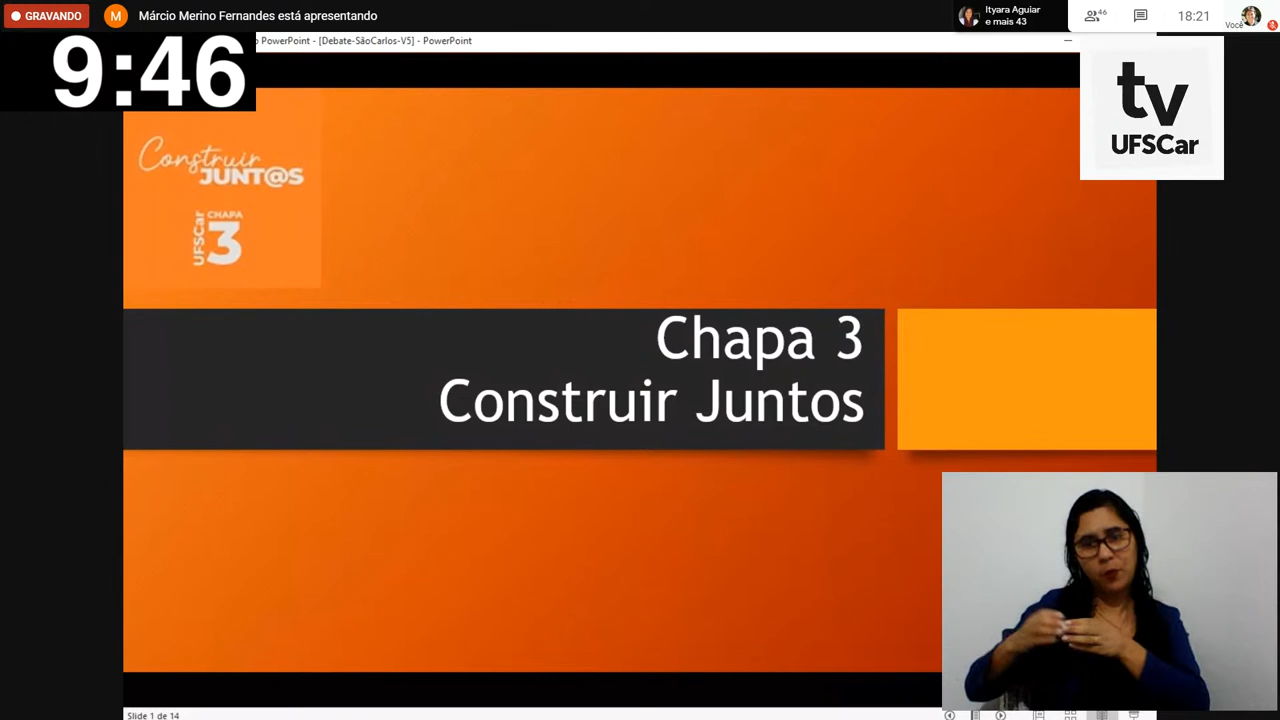 GRAVANDO
M
Márcio Merino Fernandes está apresentando
Ityara Aguiar
e mais 43
46
18:21
Você
9:46
PowerPoint - [Debate-SãoCarlos-V5] - PowerPoint
tv
UFSCar
Construir
JUNT@S
UFSCar
CHAPA
3
Chapa 3
Construir Juntos
Slide 1 de 14